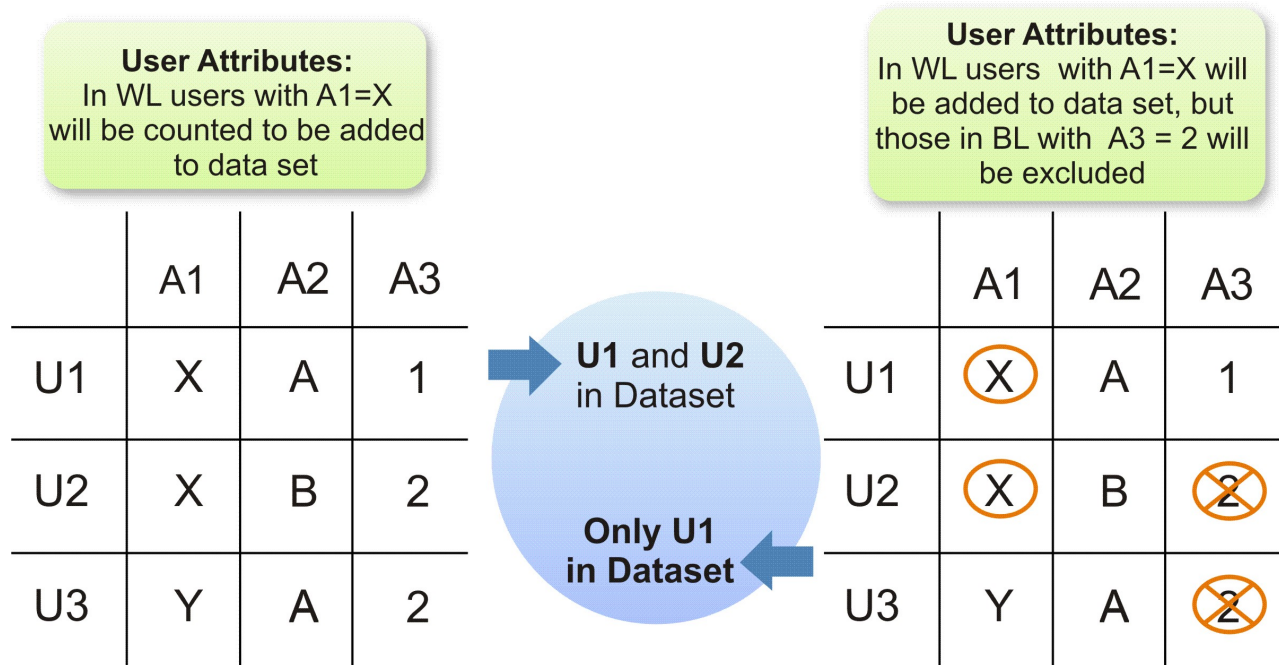 User Attributes:
In WL users with A1=X
will be counted to be added
to data set
User Attributes:
In WL users with A1=X will
be added to data set, but
those in BL with A3 = 2 will
be excluded
A1 A2 A3
U1 X A 1
U2 X B 2
U3 Y A 2
U1 and U2
in Dataset
Only U1
in Dataset
A1 A2 A3
U1 X A 1
U2 X B 2
U3 Y A 2